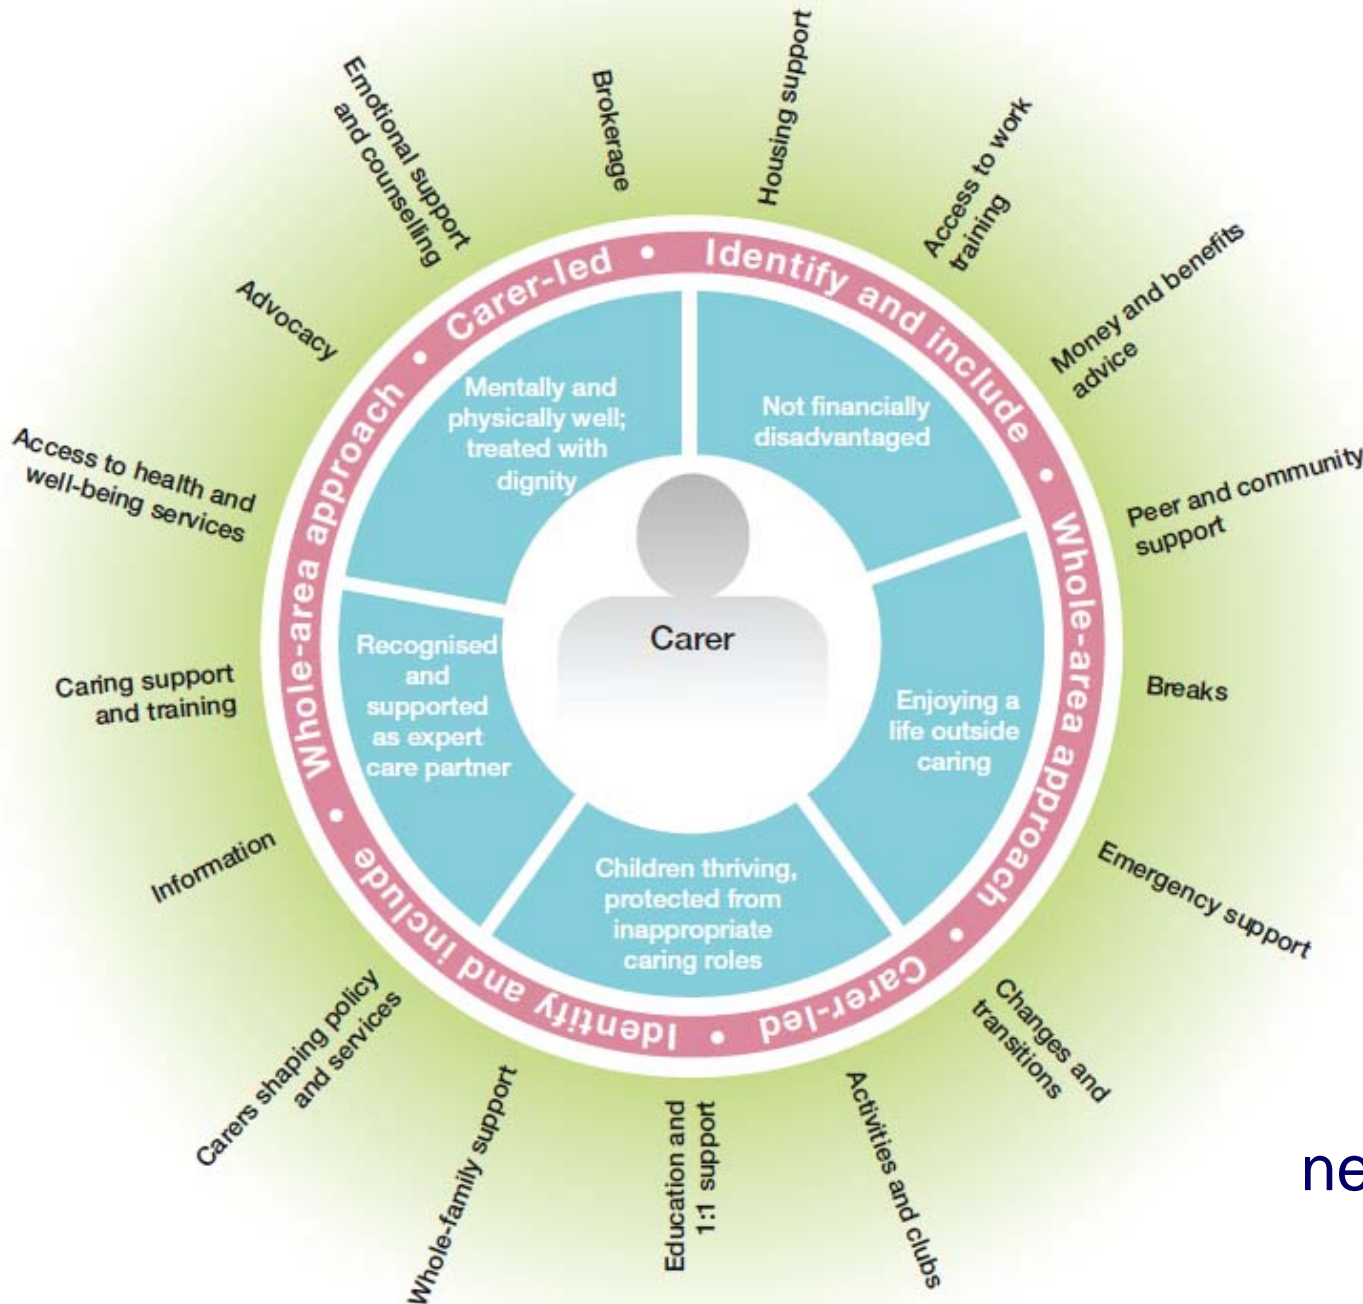 Housing support
Access to work
training
Money and benefits
advice
Peer and community
support
Breaks
Emergency support
Changes and
transitions
Activities and clubs
Education and
1:1 support
Whole-family support
Carers shaping policy
and services
Information
Caring support
and training
Access to health and
well-being services
Advocacy
Emotional support
and counselling
Brokerage
Identify and include • Whole-area approach • Carer-led • Identify and include • Whole-area approach • Carer-led •
Not financially
disadvantaged
Enjoying a
life outside
caring
Children thriving,
protected from
inappropriate
caring roles
Recognised
and
supported
as expert
care partner
Mentally and
physically well;
treated with
dignity
Carer
ne